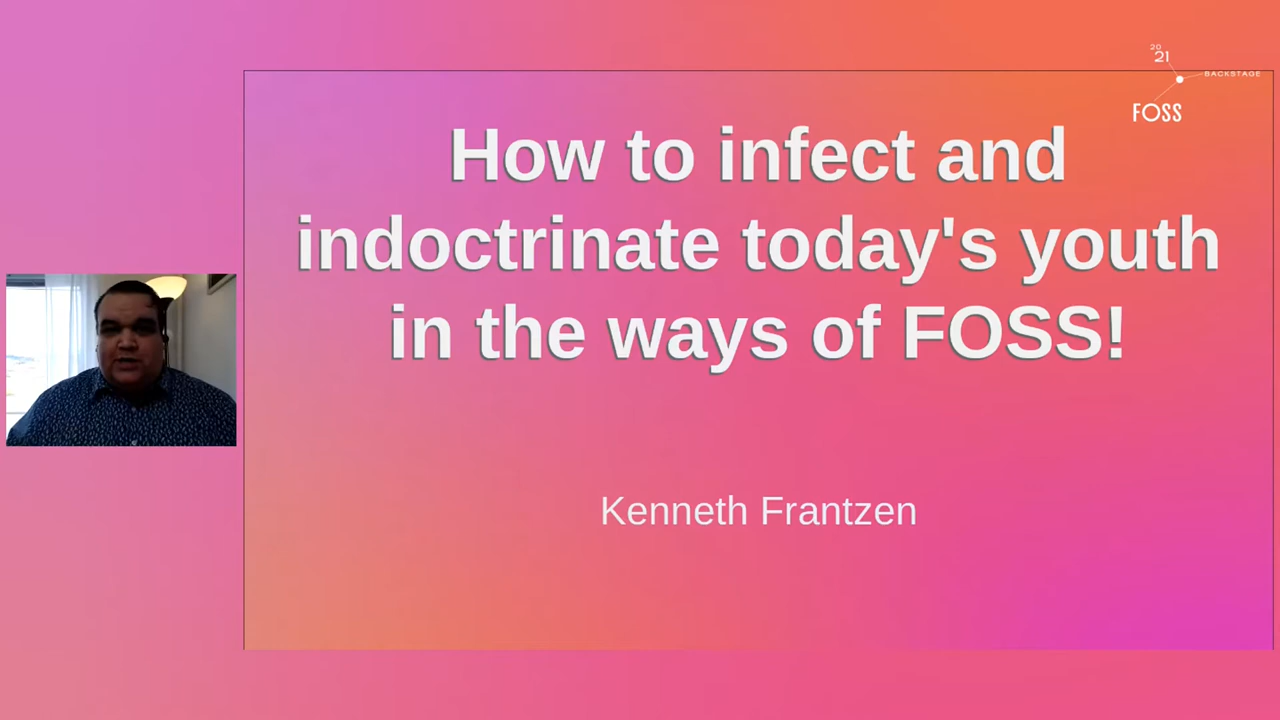 20
21
BACKSTAGE
FOSS
How to infect and
indoctrinate today's youth
in the ways of FOSS!
Kenneth Frantzen